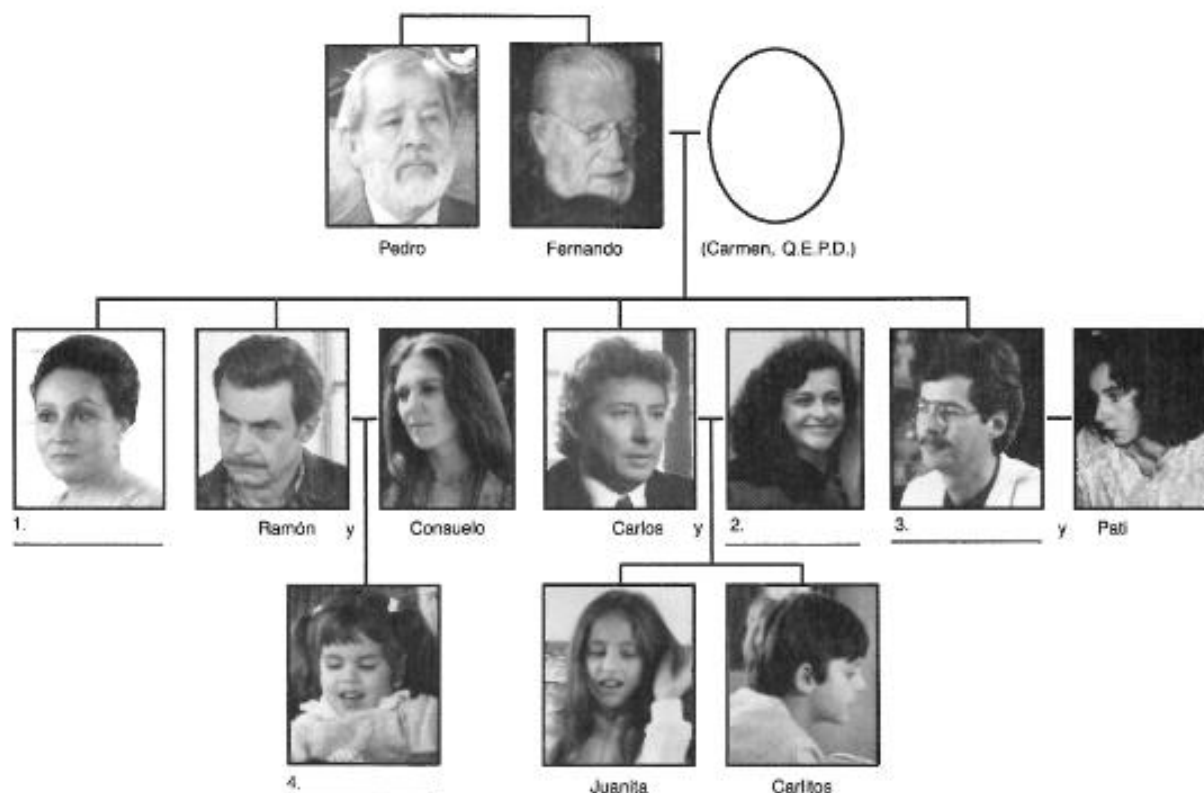 Pedro
Fernando
(Carmen, Q.E.P.D.)
1.
Ramón y Consuelo
Carlos y
2.
3.
y Pati
4.
Juanita
Carlitos